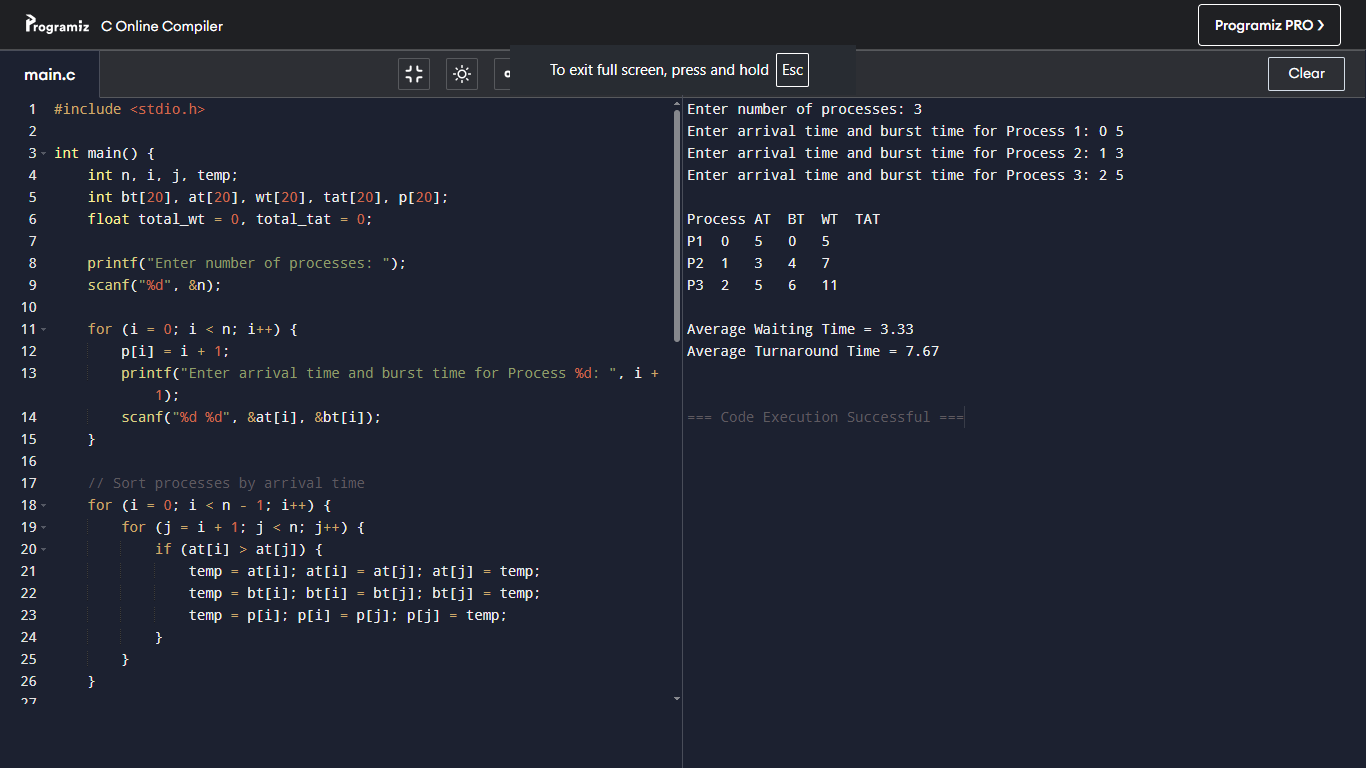 Programiz C Online Compiler
Programiz PRO
To exit full screen, press and hold Esc
main.c
Clear
1 #include <stdio.h>
2
3 int main() {
4 int n, i, j, temp;
5 int bt[20], at[20], wt[20], tat[20], p[20];
6 float total_wt = 0, total_tat = 0;
7
8 printf("Enter number of processes: ");
9 scanf("%d", &n);
10
11 for (i = 0; i < n; i++) {
12 p[i] = i + 1;
13 printf("Enter arrival time and burst time for Process %d: ", i +
1);
14 scanf("%d %d", &at[i], &bt[i]);
15 }
16
17 // Sort processes by arrival time
18 for (i = 0; i < n - 1; i++) {
19 for (j = i + 1; j < n; j++) {
20 if (at[i] > at[j]) {
21 temp = at[i]; at[i] = at[j]; at[j] = temp;
22 temp = bt[i]; bt[i] = bt[j]; bt[j] = temp;
23 temp = p[i]; p[i] = p[j]; p[j] = temp;
24 }
25 }
26 }
27
Enter number of processes: 3
Enter arrival time and burst time for Process 1: 0 5
Enter arrival time and burst time for Process 2: 1 3
Enter arrival time and burst time for Process 3: 2 5
Process AT BT WT TAT
P1 0 5 0 5
P2 1 3 4 7
P3 2 5 6 11
Average Waiting Time = 3.33
Average Turnaround Time = 7.67
=== Code Execution Successful ===